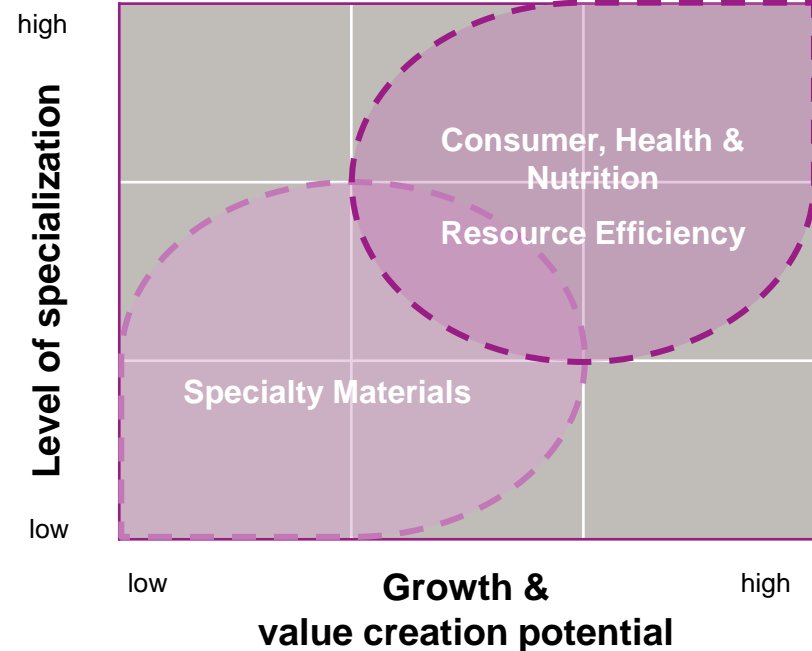 high
Level of specialization
Consumer, Health &
Nutrition
Resource Efficiency
Specialty Materials
low
low
Growth &
high
value creation potential